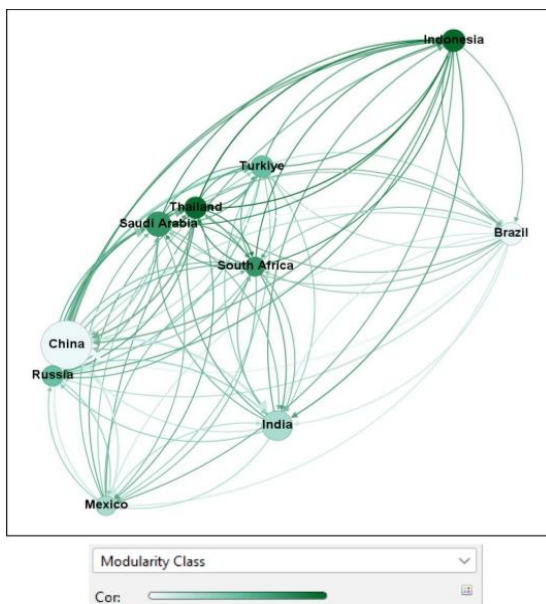 Indonesia
Turkiye
Thailand
Saudi Arabia
Brazil
South Africa
China
Russia
India
Mexico
Modularity Class
Cor: